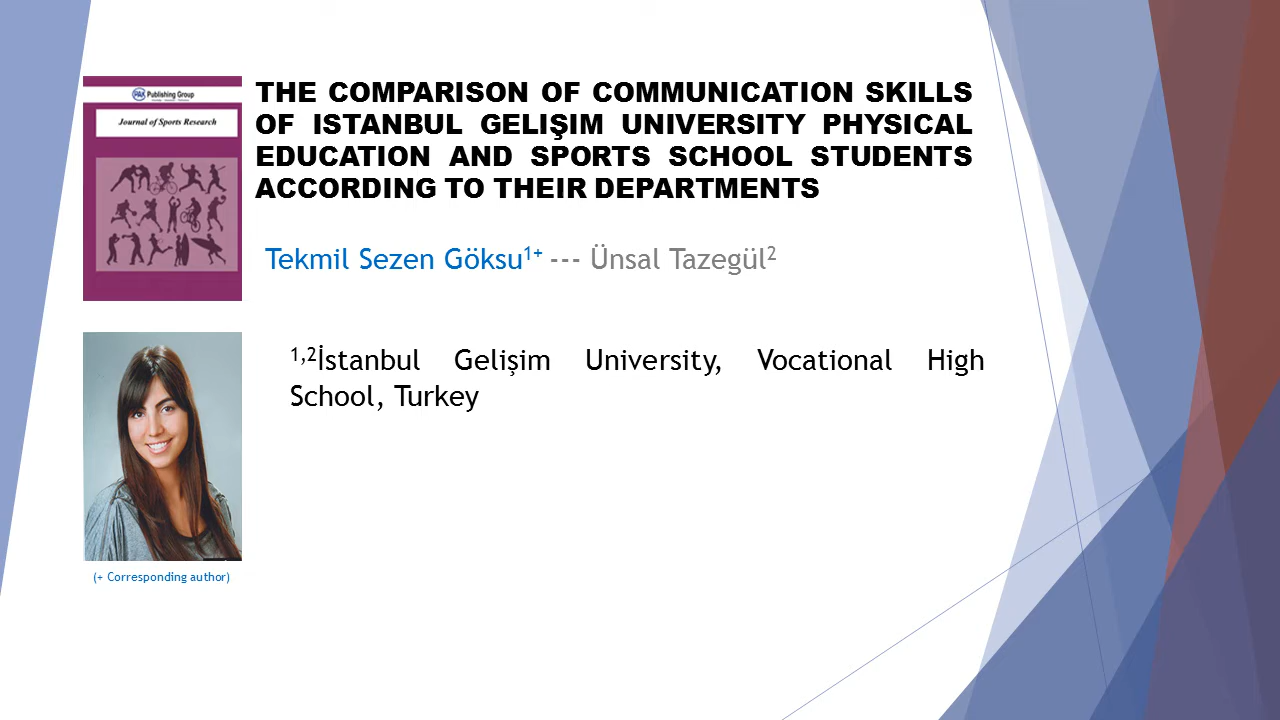 PAK Publishing Group
Journal of Sports Research
THE COMPARISON OF COMMUNICATION SKILLS
OF ISTANBUL GELIŞIM UNIVERSITY PHYSICAL
EDUCATION AND SPORTS SCHOOL STUDENTS
ACCORDING TO THEIR DEPARTMENTS
Tekmil Sezen Göksu1+ --- Ünsal Tazegül2
1,2İstanbul Gelişim University, Vocational High
School, Turkey
(+ Corresponding author)